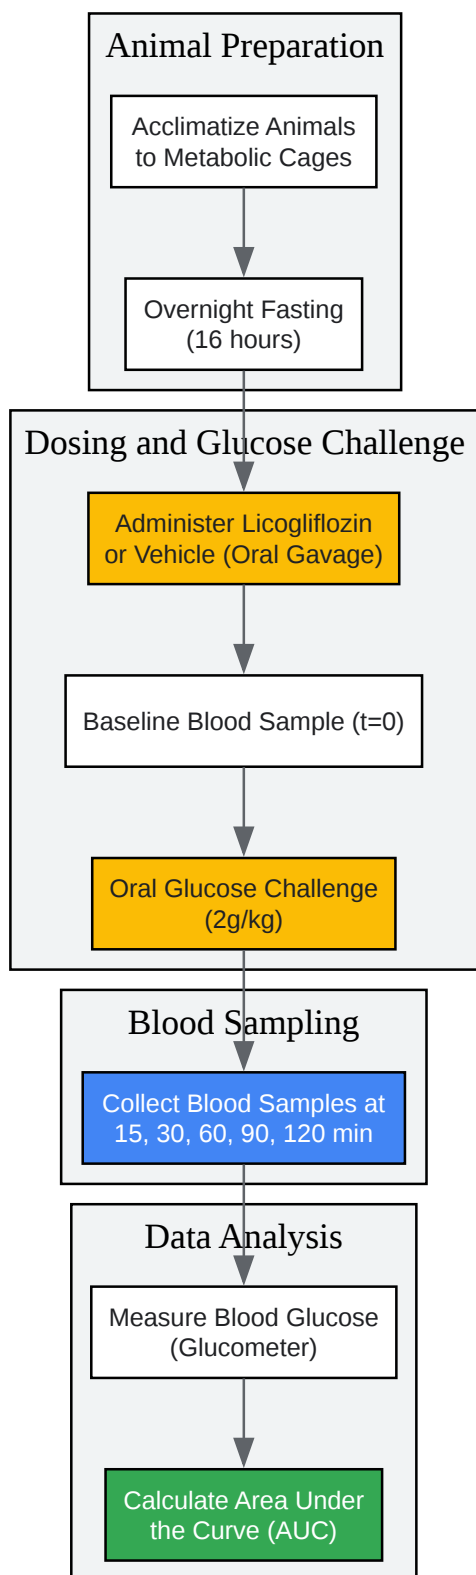 Animal Preparation
Acclimatize Animals
to Metabolic Cages
Overnight Fasting
(16 hours)
Dosing and Glucose Challenge
Administer Licogliflozin
or Vehicle (Oral Gavage)
Baseline Blood Sample (t=0)
Oral Glucose Challenge
(2g/kg)
Blood Sampling
Collect Blood Samples at
15, 30, 60, 90, 120 min
Data Analysis
Measure Blood Glucose
(Glucometer)
Calculate Area Under
the Curve (AUC)